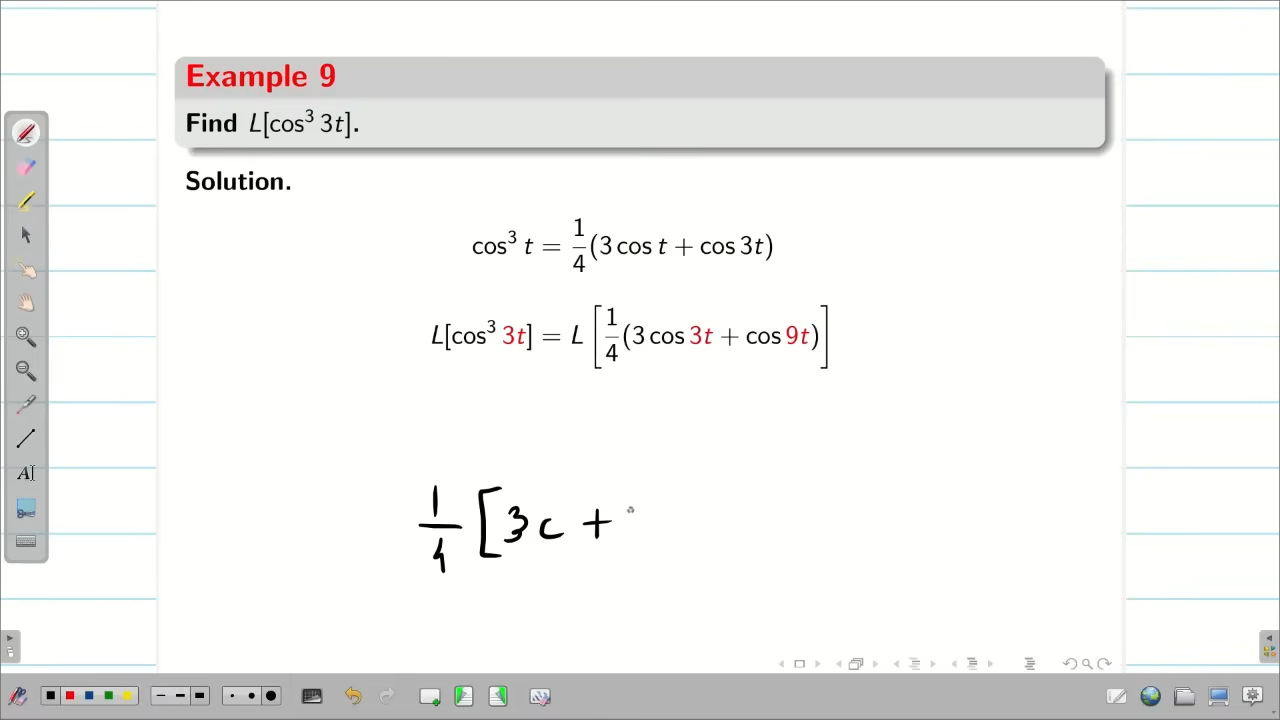 Example 9
Find L[cos³ 3t].
Solution.
cos³ t = 1/4 (3 cos t + cos 3t)
L[cos³ 3t] = L [1/4 (3 cos 3t + cos 9t)]
1/4 [3c +
A